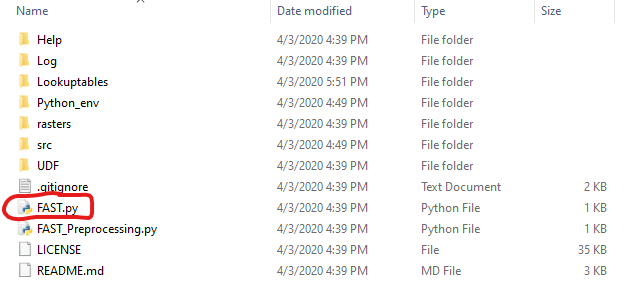 Name Date modified Type Size
Help 4/3/2020 4:39 PM File folder
Log 4/3/2020 4:39 PM File folder
Lookuptables 4/3/2020 5:51 PM File folder
Python_env 4/3/2020 4:49 PM File folder
rasters 4/3/2020 4:39 PM File folder
src 4/3/2020 4:49 PM File folder
UDF 4/3/2020 4:39 PM File folder
.gitignore 4/3/2020 4:39 PM Text Document 2 KB
FAST.py 4/3/2020 4:39 PM Python File 1 KB
FAST_Preprocessing.py 4/3/2020 4:39 PM Python File 1 KB
LICENSE 4/3/2020 4:39 PM File 35 KB
README.md 4/3/2020 4:39 PM MD File 3 KB